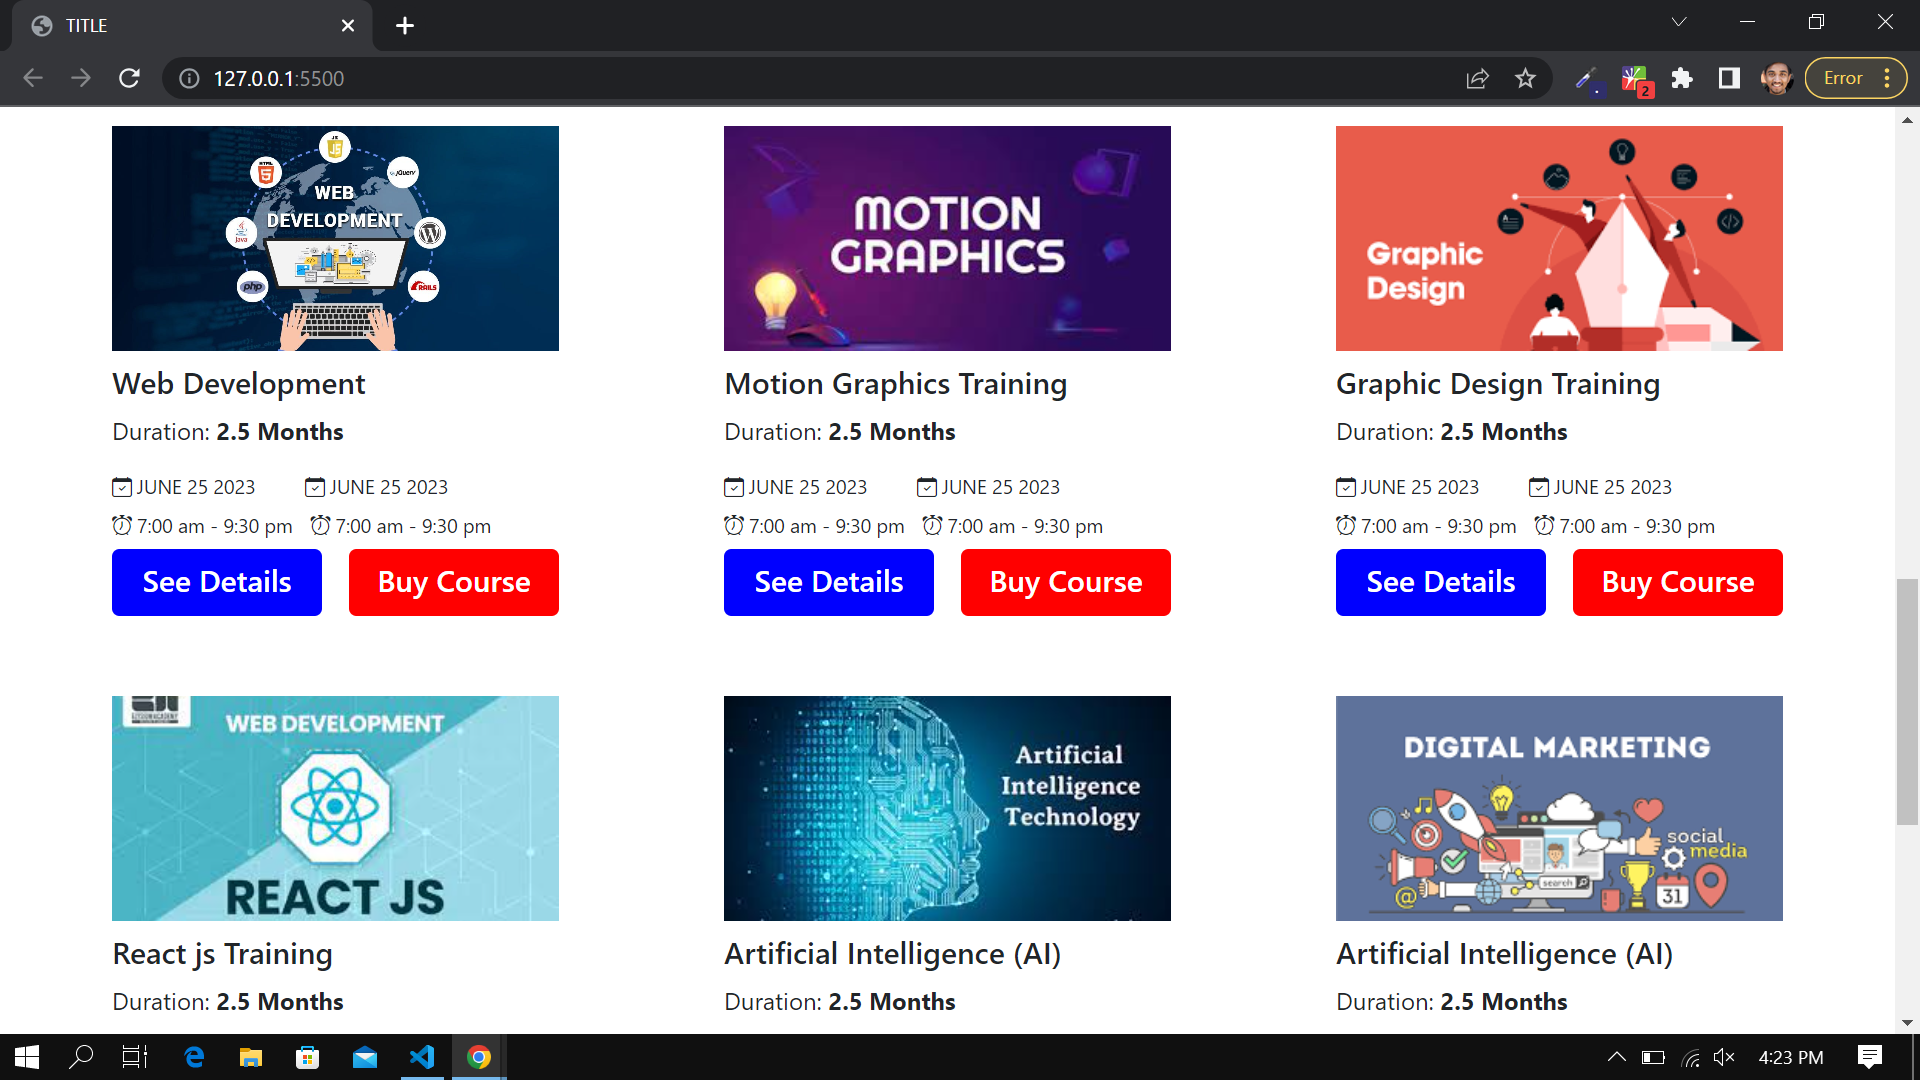 TITLE
127.0.0.1:5500
2
Error
JS
HTML
jQuery
WEB
DEVELOPMENT
Java
php
RAILS
MOTION
GRAPHICS
Graphic
Design
Web Development
Motion Graphics Training
Graphic Design Training
Duration: 2.5 Months
Duration: 2.5 Months
Duration: 2.5 Months
JUNE 25 2023 JUNE 25 2023
JUNE 25 2023 JUNE 25 2023
JUNE 25 2023 JUNE 25 2023
7:00 am - 9:30 pm 7:00 am - 9:30 pm
7:00 am - 9:30 pm 7:00 am - 9:30 pm
7:00 am - 9:30 pm 7:00 am - 9:30 pm
See Details Buy Course
See Details Buy Course
See Details Buy Course
WEB DEVELOPMENT
REACT JS
Artificial
Intelligence
Technology
DIGITAL MARKETING
social
media
search
31
@
React js Training
Artificial Intelligence (AI)
Artificial Intelligence (AI)
Duration: 2.5 Months
Duration: 2.5 Months
Duration: 2.5 Months
4:23 PM